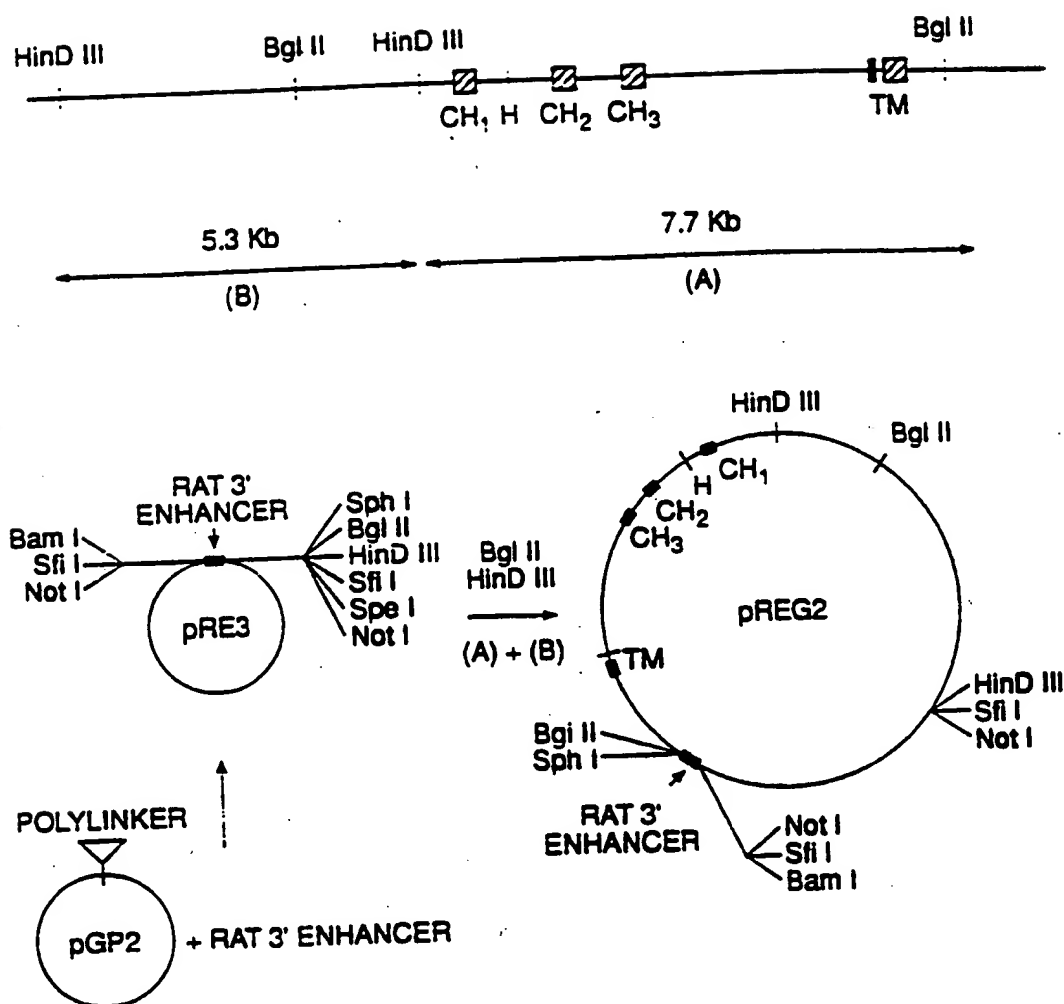 HinD III
Bgl II
HinD III
Bgl II
CH₁ H CH₂ CH₃
TM
5.3 Kb
7.7 Kb
(B)
(A)
RAT 3'
ENHANCER
Bam I
Sfi I
Not I
Sph I
Bgl II
HinD III
Sfi I
Spe I
Not I
pRE3
Bgl II
HinD III
(A) + (B)
HinD III
Bgl II
CH₁
H
CH₂
CH₃
pREG2
TM
HinD III
Sfi I
Not I
Bgl II
Sph I
RAT 3'
ENHANCER
Not I
Sfi I
Bam I
POLYLINKER
pGP2
+ RAT 3' ENHANCER